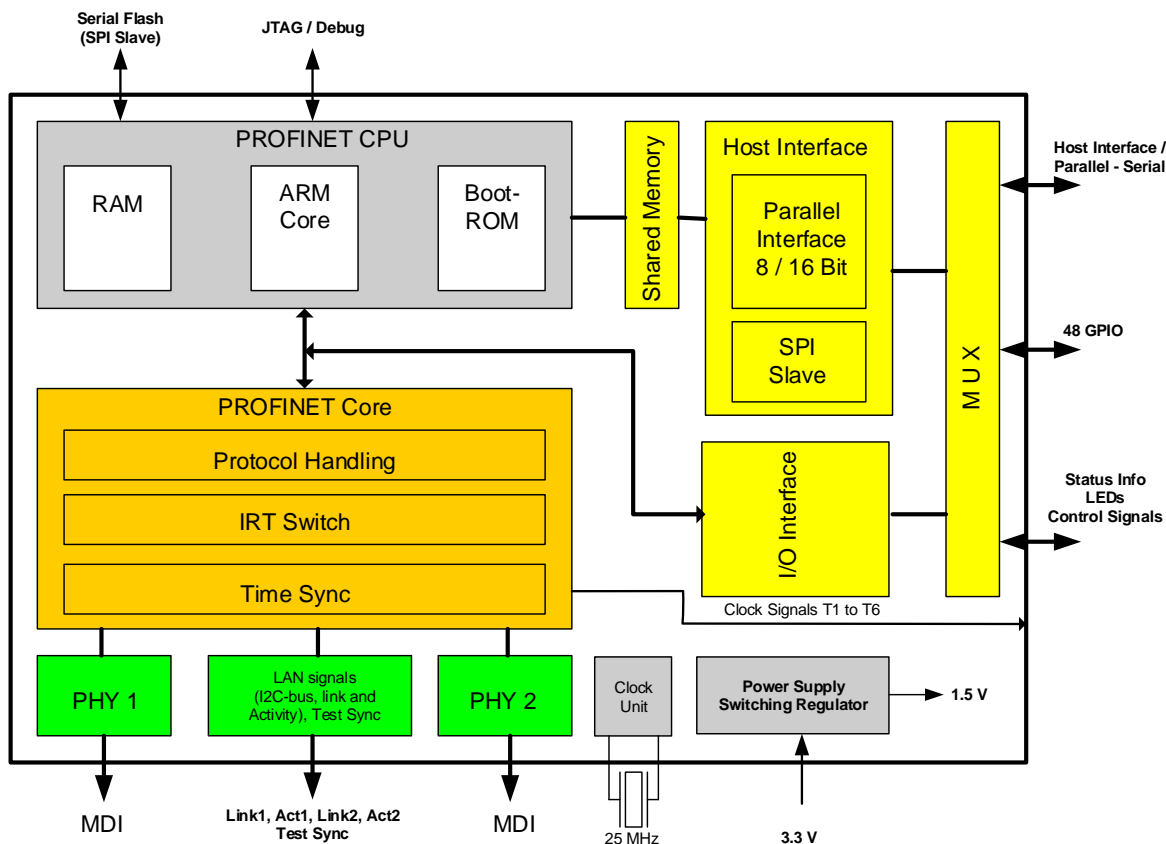 Serial Flash
(SPI Slave)
JTAG / Debug
PROFINET CPU
RAM
ARM
Core
Boot-
ROM
Shared Memory
Host Interface
Parallel
Interface
8 / 16 Bit
SPI
Slave
M U X
Host Interface /
Parallel - Serial
48 GPIO
Status Info
LEDs
Control Signals
PROFINET Core
Protocol Handling
IRT Switch
Time Sync
I/O Interface
Clock Signals T1 to T6
PHY 1
LAN signals
(I2C-bus, link and
Activity), Test Sync
PHY 2
Clock
Unit
Power Supply
Switching Regulator
1.5 V
MDI
Link1, Act1, Link2, Act2
Test Sync
MDI
25 MHz
3.3 V